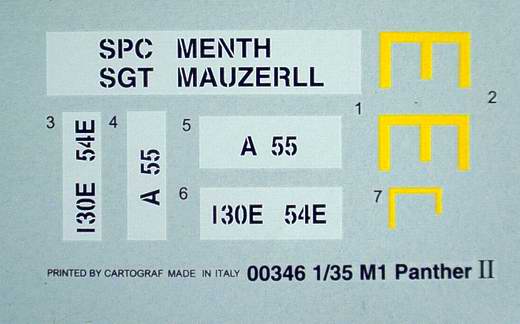 SPC MENTH
SGT MAUZERLL
1
2
3
130E 54E
4
A 55
5
A 55
6
130E 54E
7
PRINTED BY CARTOGRAF MADE IN ITALY 00346 1/35 M1 Panther II